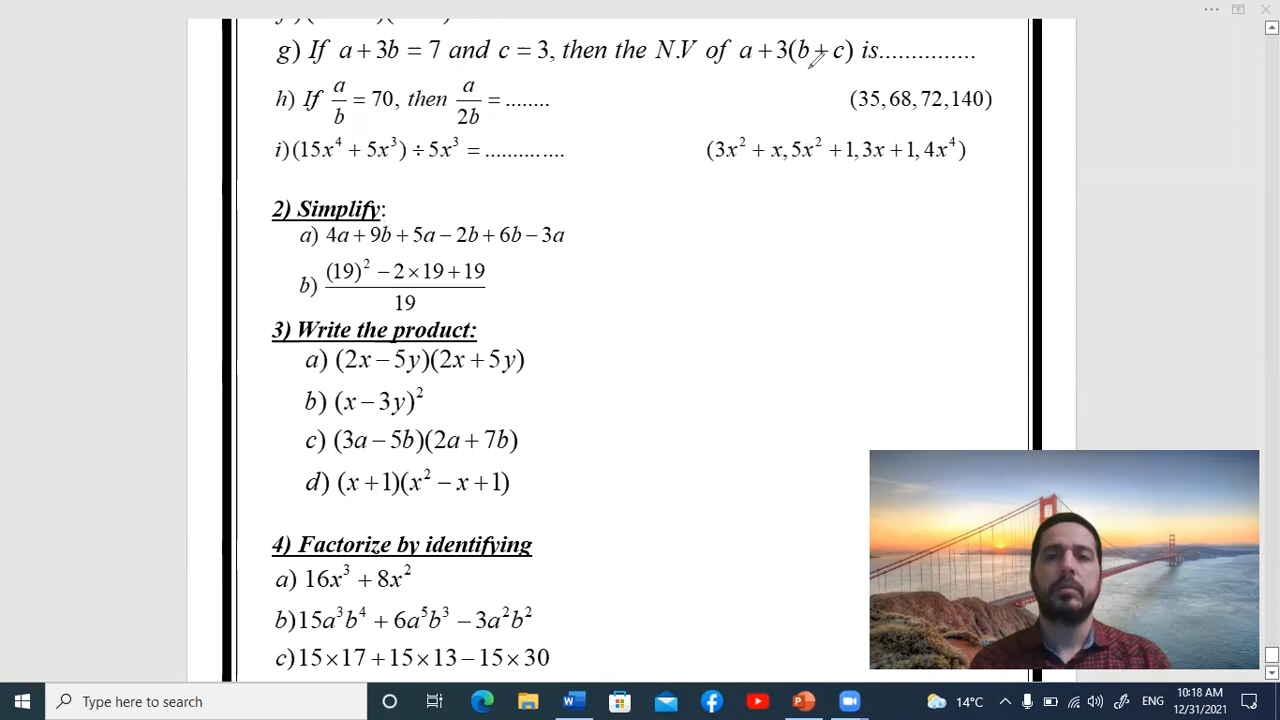 g) If a + 3b = 7 and c = 3, then the N.V of a + 3(b + c) is...............
h) If a/b = 70, then a/2b = ........ (35, 68, 72, 140)
i) (15x⁴ + 5x³) ÷ 5x³ = .............. (3x² + x, 5x² + 1, 3x + 1, 4x⁴)
2) Simplify:
a) 4a + 9b + 5a − 2b + 6b − 3a
b) ((19)² − 2 × 19 + 19)/19
3) Write the product:
a) (2x − 5y)(2x + 5y)
b) (x − 3y)²
c) (3a − 5b)(2a + 7b)
d) (x + 1)(x² − x + 1)
4) Factorize by identifying
a) 16x³ + 8x²
b) 15a³b⁴ + 6a⁵b³ − 3a²b²
c) 15 × 17 + 15 × 13 − 15 × 30
Type here to search
14°C
ENG
10:18 AM
12/31/2021